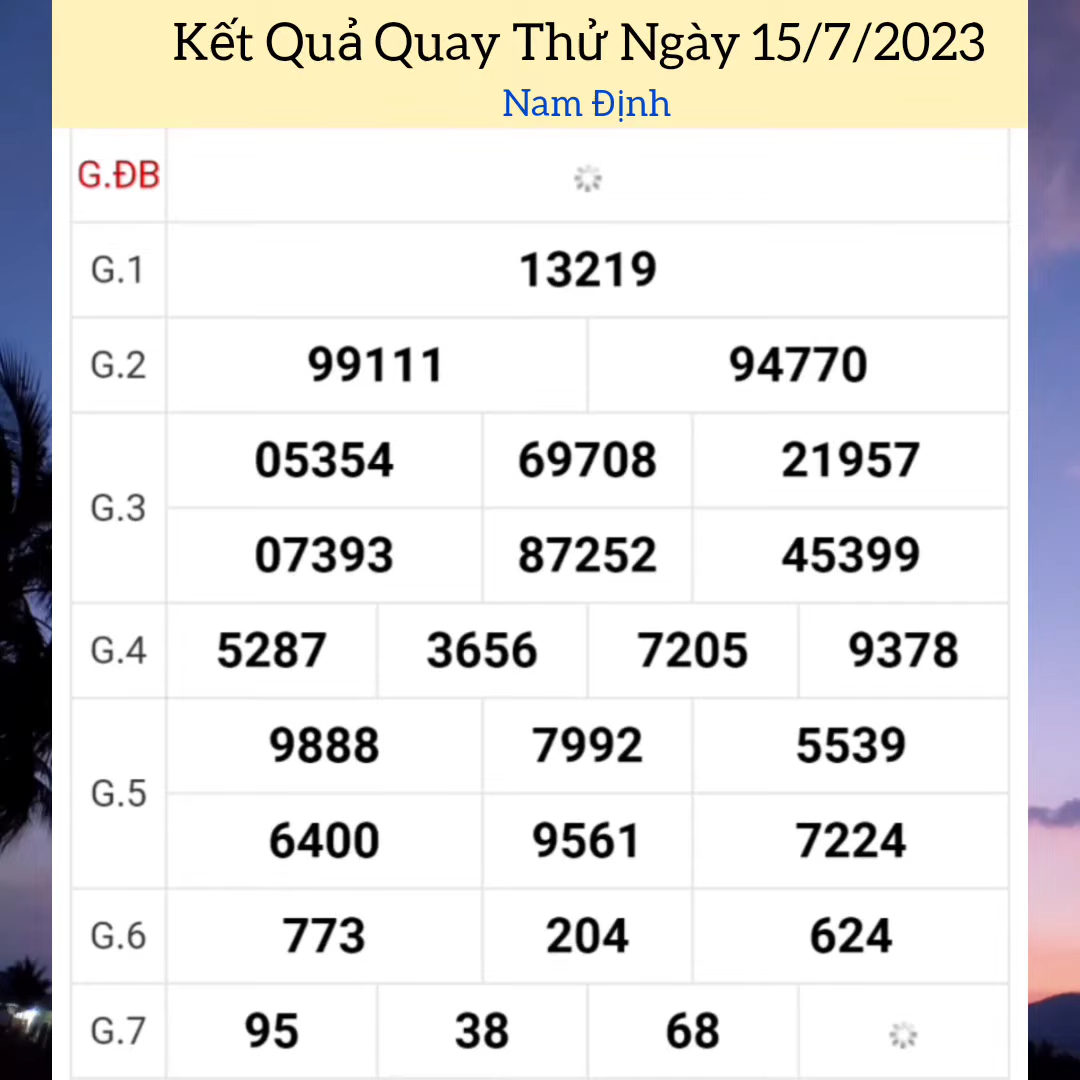 Kết Quả Quay Thử Ngày 15/7/2023
Nam Định
G.ĐB
G.1 13219
G.2 99111 94770
G.3
05354 69708 21957
07393 87252 45399
G.4 5287 3656 7205 9378
G.5
9888 7992 5539
6400 9561 7224
G.6 773 204 624
G.7 95 38 68